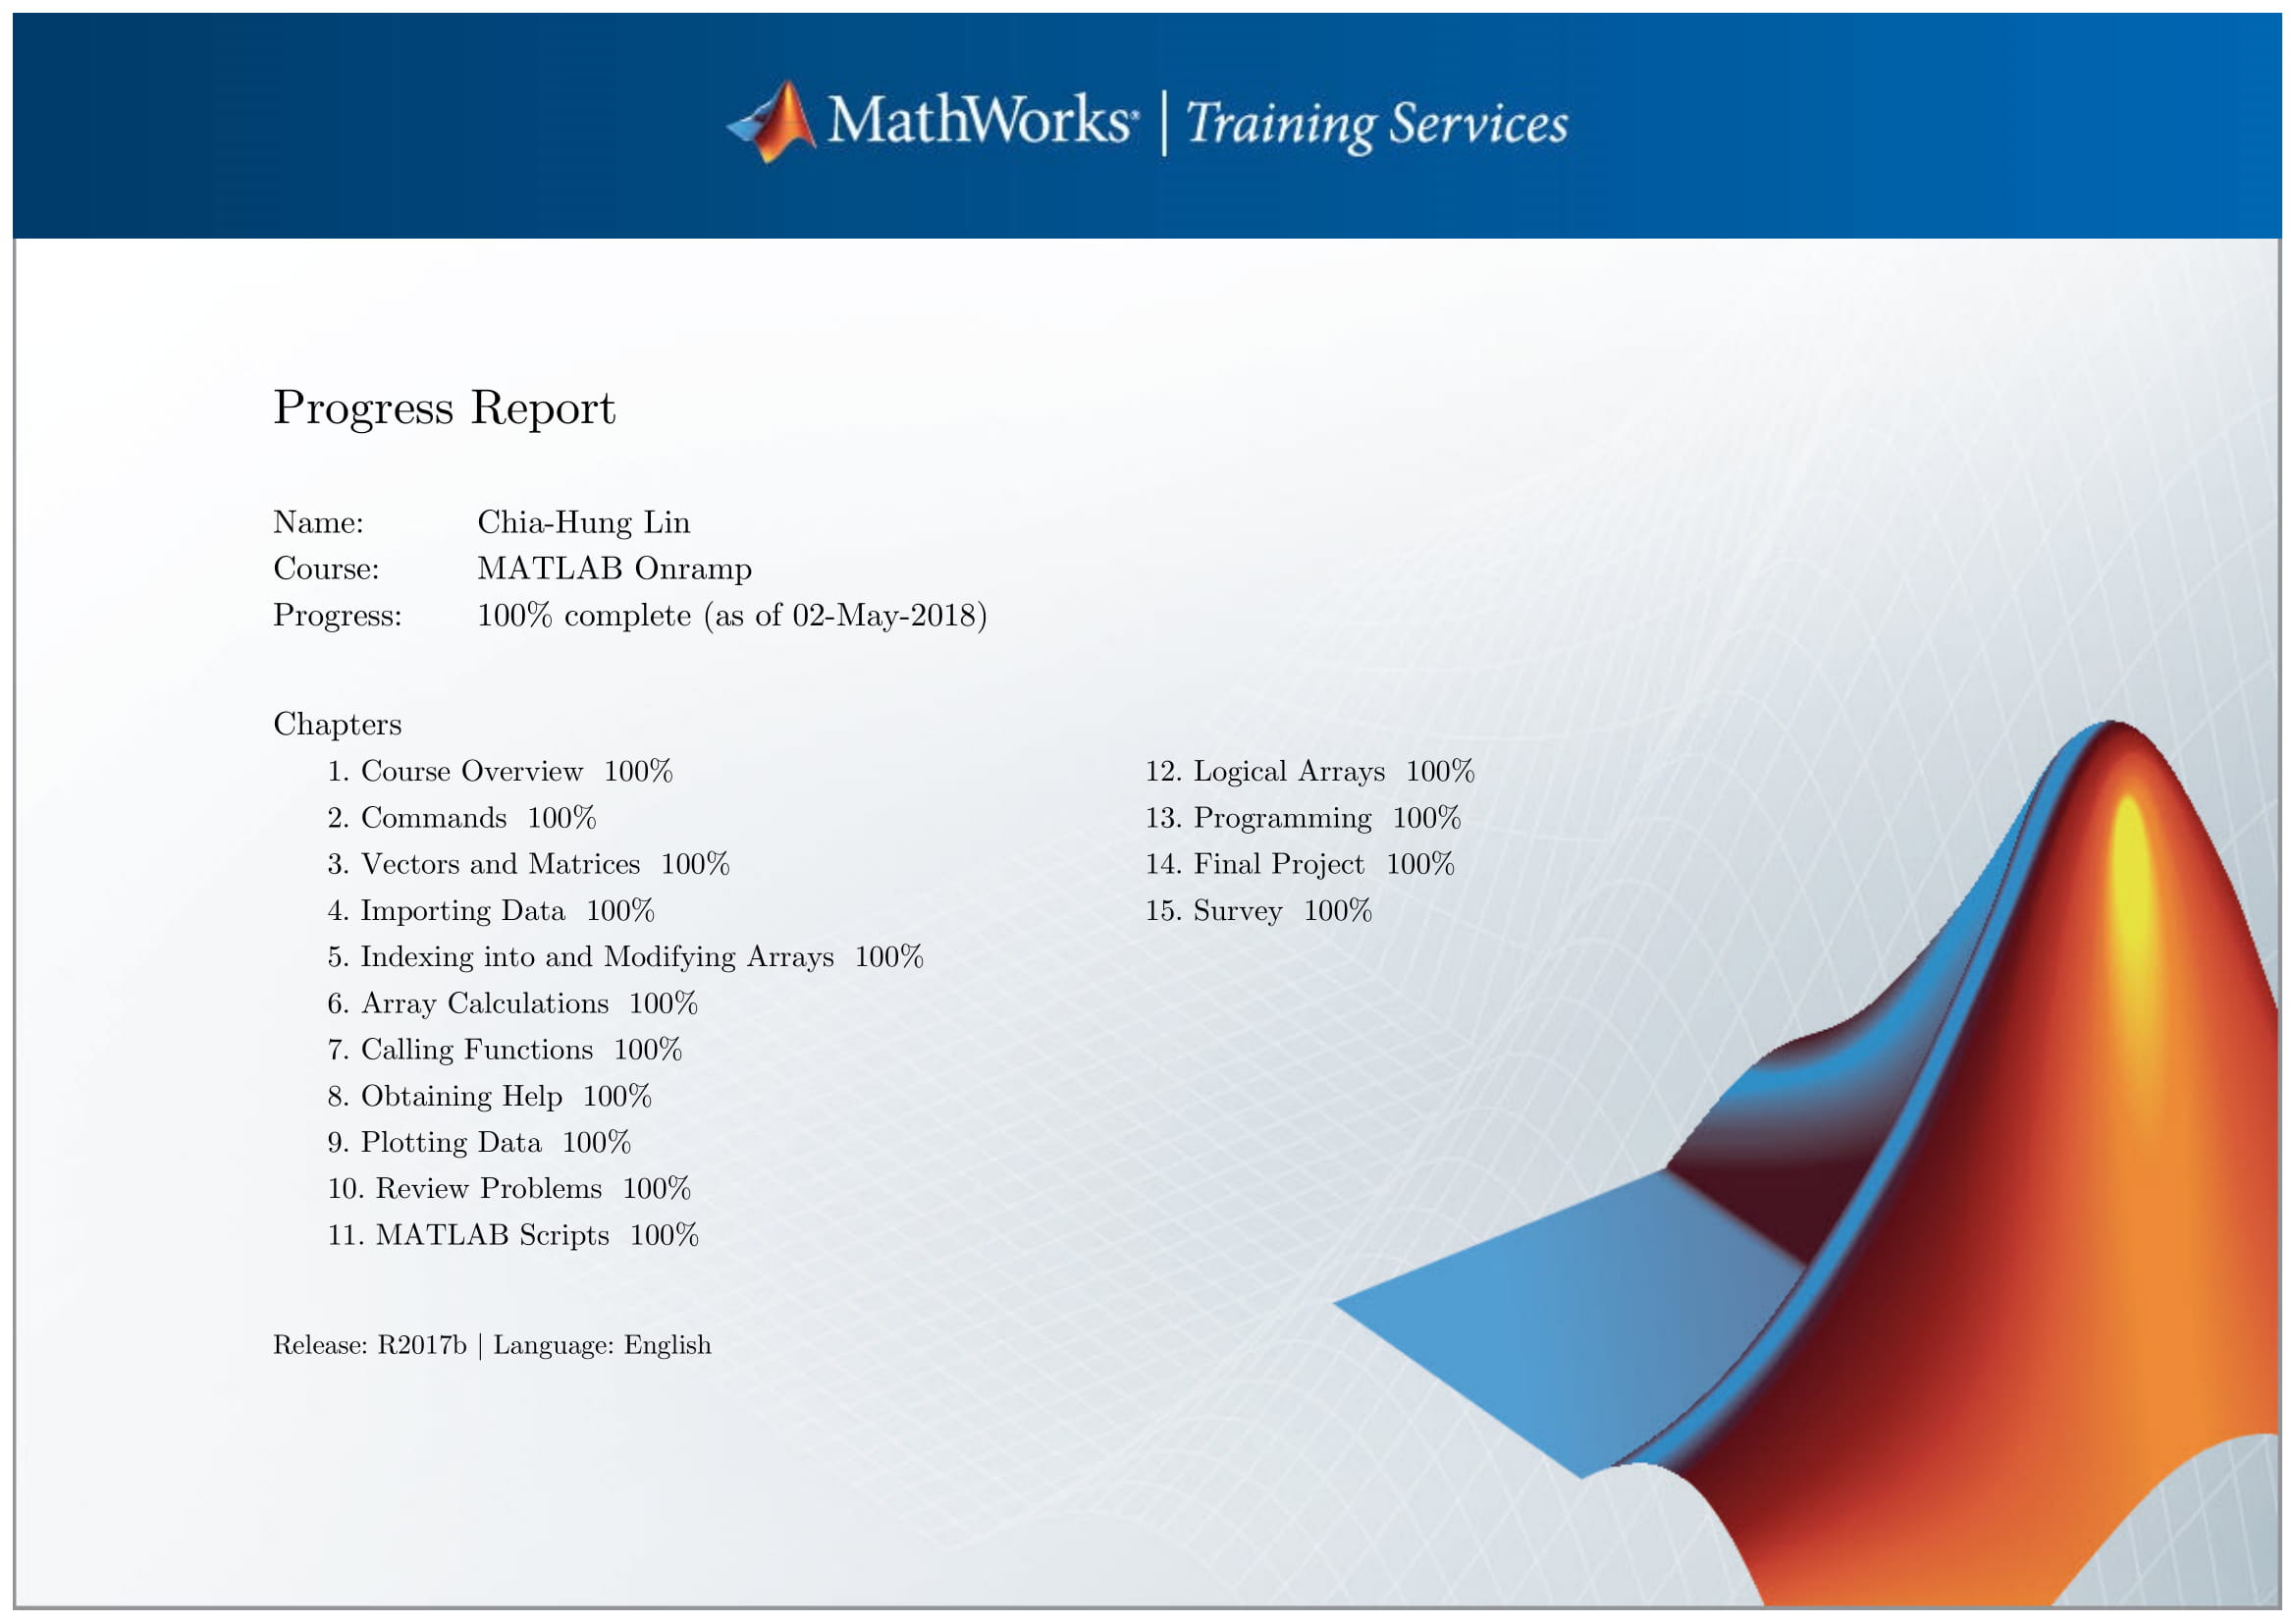 MathWorks® | Training Services
Progress Report
Name: Chia-Hung Lin
Course: MATLAB Onramp
Progress: 100% complete (as of 02-May-2018)
Chapters
1. Course Overview 100%
2. Commands 100%
3. Vectors and Matrices 100%
4. Importing Data 100%
5. Indexing into and Modifying Arrays 100%
6. Array Calculations 100%
7. Calling Functions 100%
8. Obtaining Help 100%
9. Plotting Data 100%
10. Review Problems 100%
11. MATLAB Scripts 100%
12. Logical Arrays 100%
13. Programming 100%
14. Final Project 100%
15. Survey 100%
Release: R2017b | Language: English